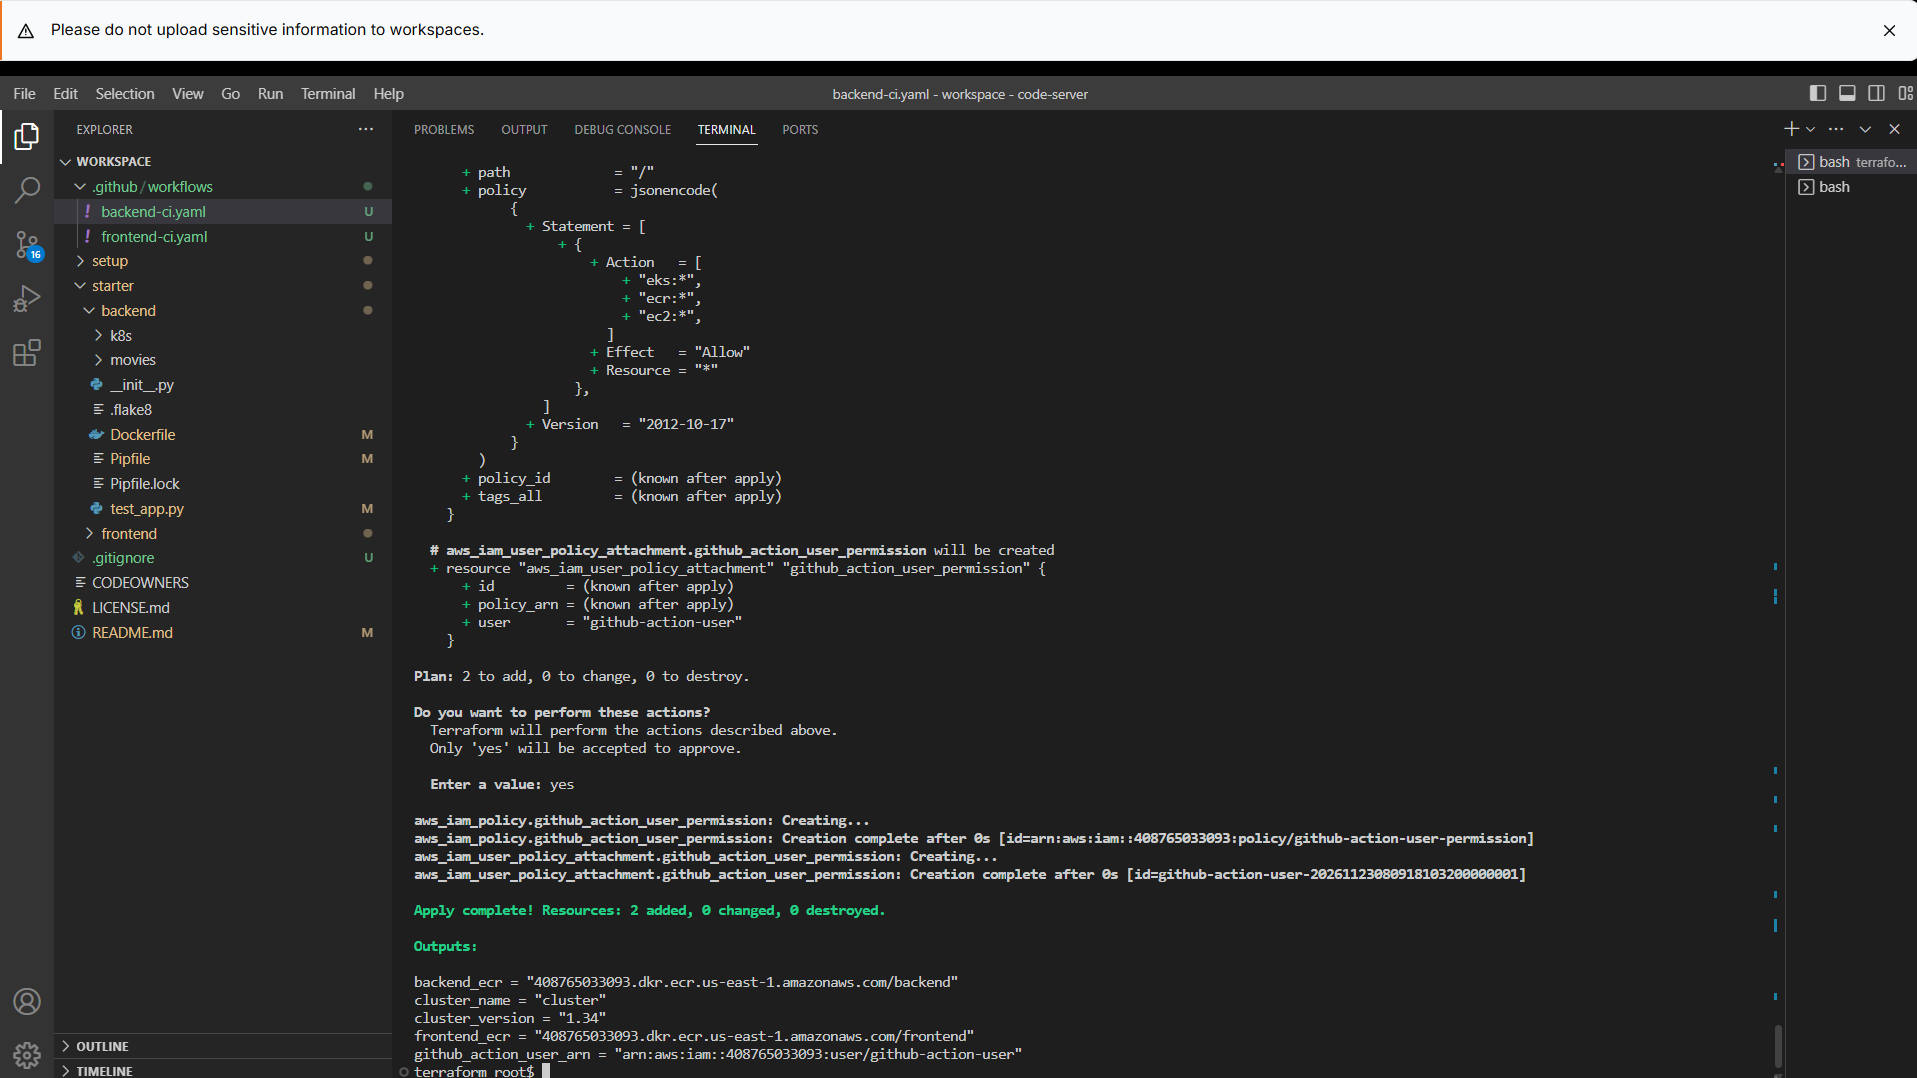 Please do not upload sensitive information to workspaces.
File Edit Selection View Go Run Terminal Help
backend-ci.yaml - workspace - code-server
EXPLORER
WORKSPACE
.github / workflows
! backend-ci.yaml U
! frontend-ci.yaml U
16
setup
starter
backend
k8s
movies
__init__.py
.flake8
Dockerfile M
Pipfile M
Pipfile.lock
test_app.py M
frontend
.gitignore U
CODEOWNERS
LICENSE.md
README.md M
OUTLINE
TIMELINE
PROBLEMS OUTPUT DEBUG CONSOLE TERMINAL PORTS
+ path = "/"
+ policy = jsonencode(
{
+ Statement = [
+ {
+ Action = [
+ "eks:*",
+ "ecr:*",
+ "ec2:*",
]
+ Effect = "Allow"
+ Resource = "*"
},
]
+ Version = "2012-10-17"
}
)
+ policy_id = (known after apply)
+ tags_all = (known after apply)
}
# aws_iam_user_policy_attachment.github_action_user_permission will be created
+ resource "aws_iam_user_policy_attachment" "github_action_user_permission" {
+ id = (known after apply)
+ policy_arn = (known after apply)
+ user = "github-action-user"
}
Plan: 2 to add, 0 to change, 0 to destroy.
Do you want to perform these actions?
Terraform will perform the actions described above.
Only 'yes' will be accepted to approve.
Enter a value: yes
aws_iam_policy.github_action_user_permission: Creating...
aws_iam_policy.github_action_user_permission: Creation complete after 0s [id=arn:aws:iam::408765033093:policy/github-action-user-permission]
aws_iam_user_policy_attachment.github_action_user_permission: Creating...
aws_iam_user_policy_attachment.github_action_user_permission: Creation complete after 0s [id=github-action-user-20261123080918103200000001]
Apply complete! Resources: 2 added, 0 changed, 0 destroyed.
Outputs:
backend_ecr = "408765033093.dkr.ecr.us-east-1.amazonaws.com/backend"
cluster_name = "cluster"
cluster_version = "1.34"
frontend_ecr = "408765033093.dkr.ecr.us-east-1.amazonaws.com/frontend"
github_action_user_arn = "arn:aws:iam::408765033093:user/github-action-user"
terraform root$
bash terrafo...
bash